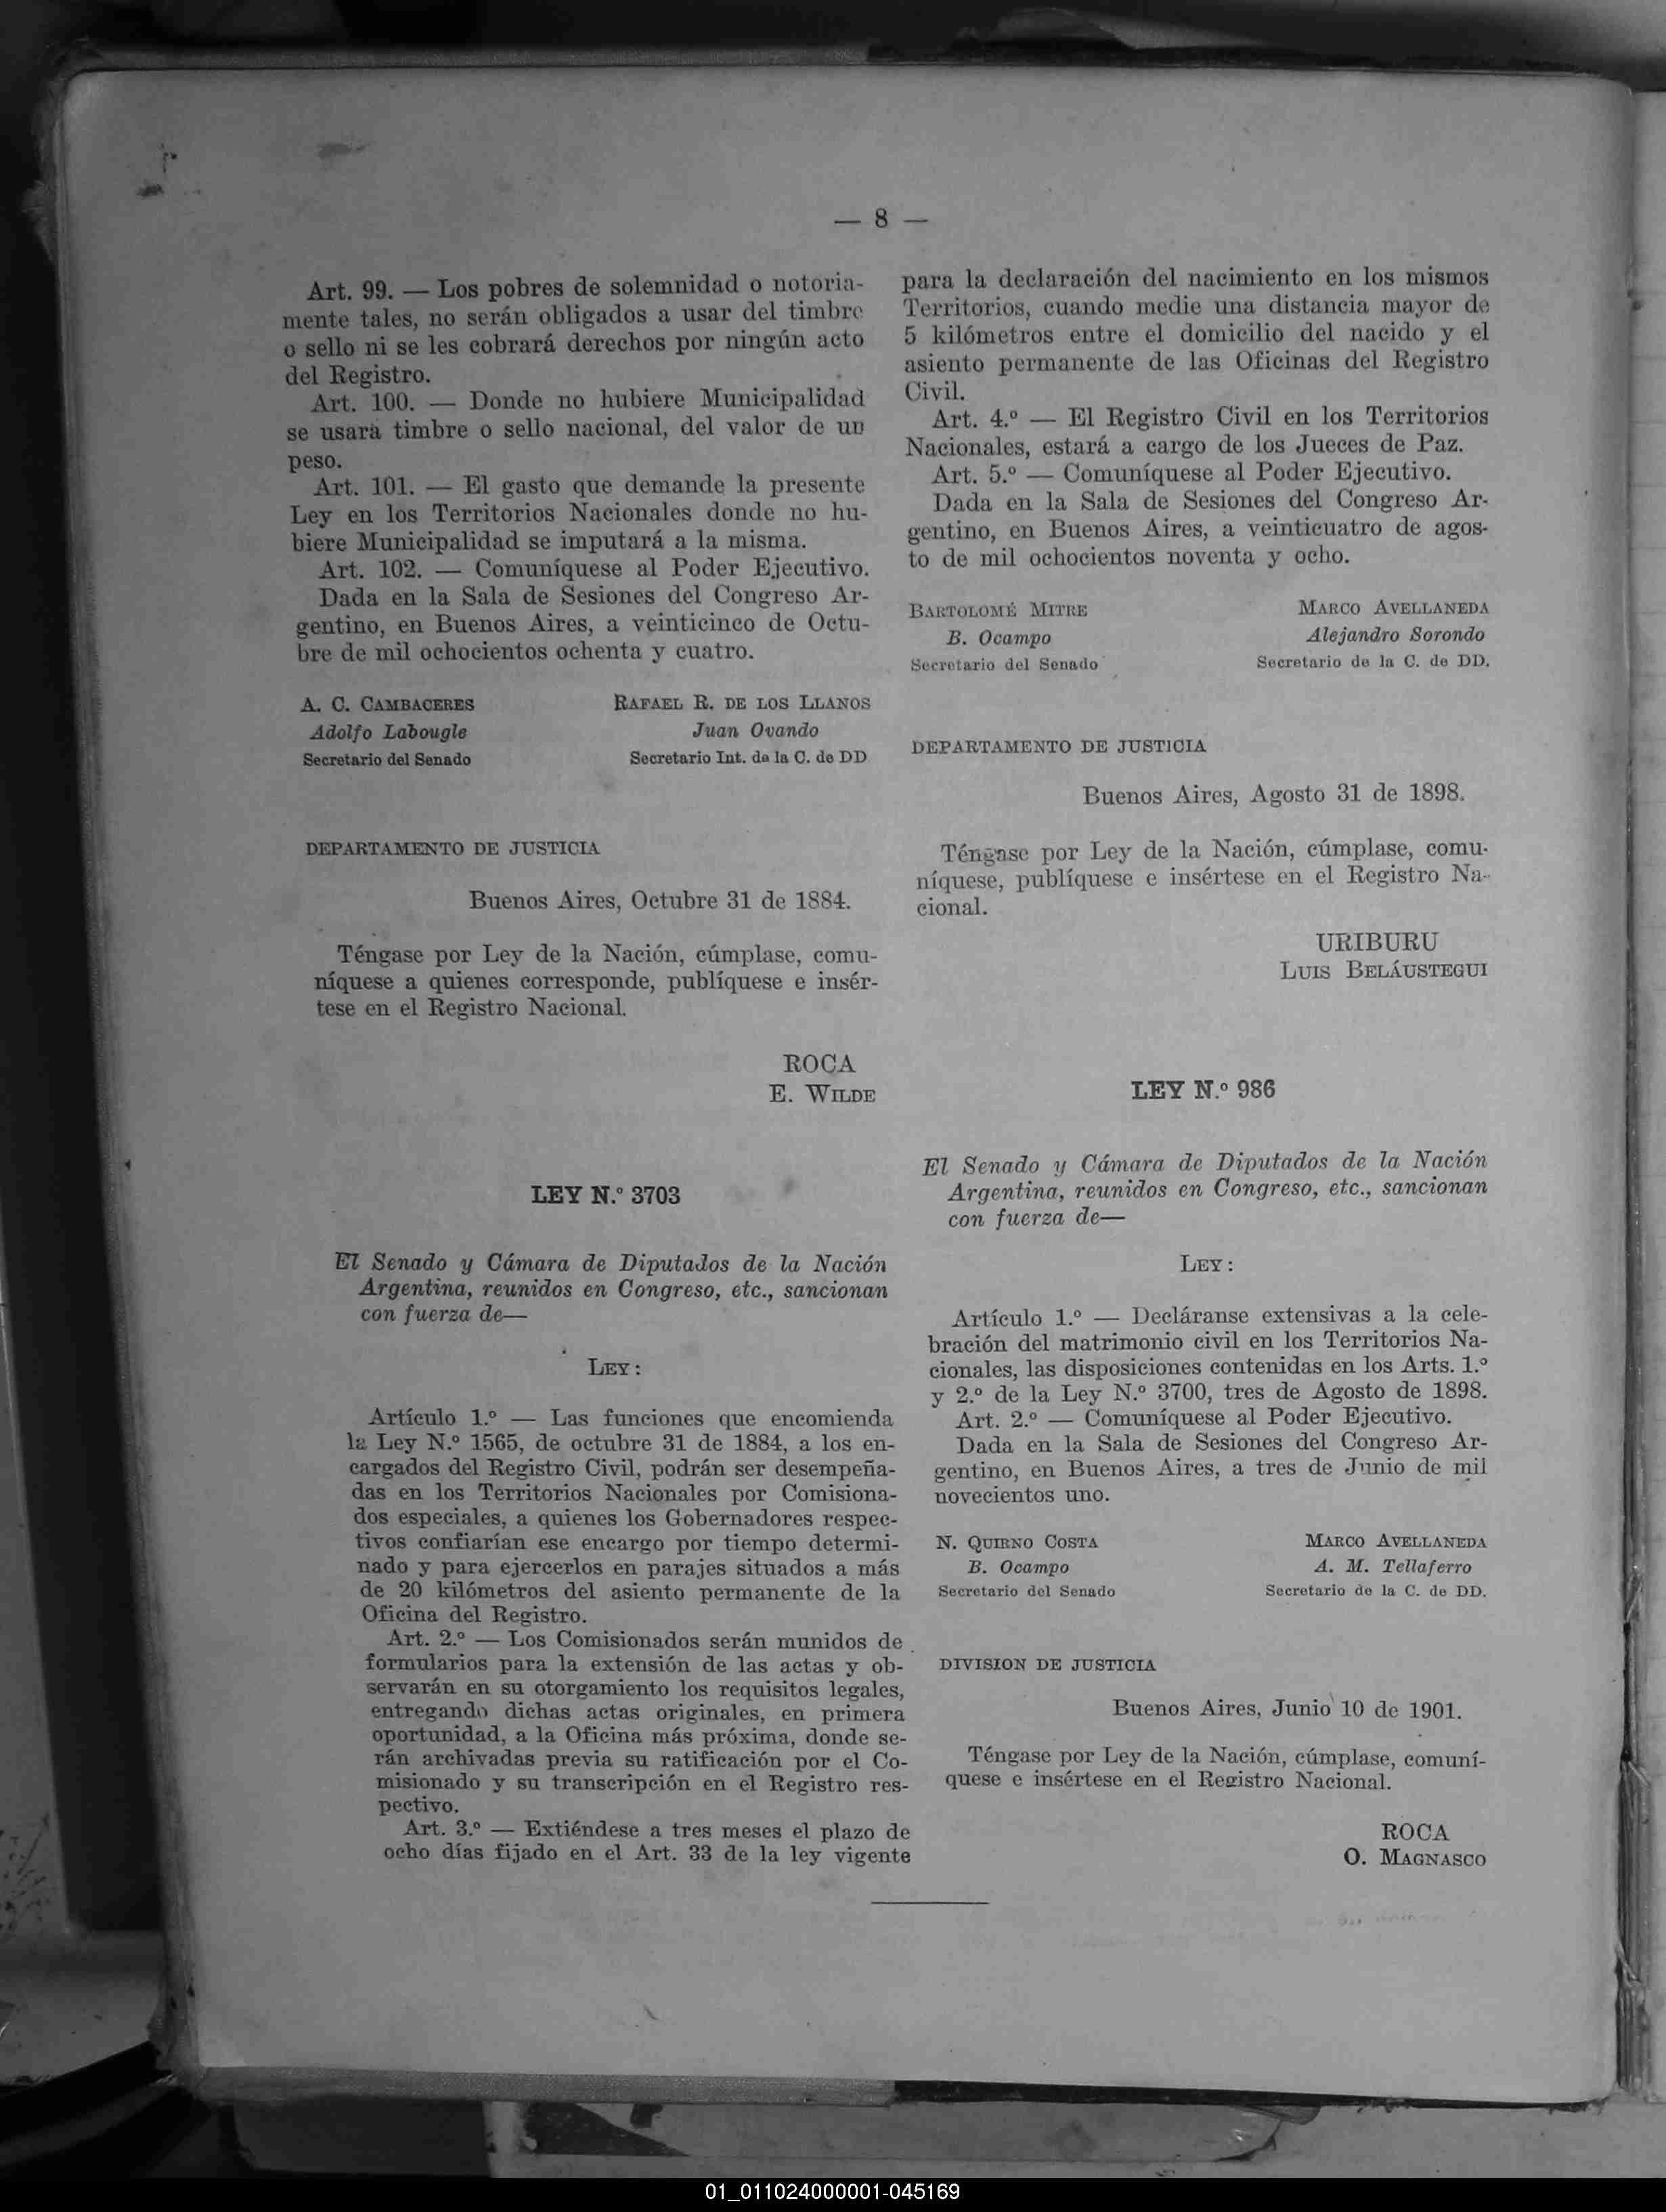 — 8 —
Art. 99. — Los pobres de solemnidad o notoria-
mente tales, no serán obligados a usar del timbre
o sello ni se les cobrará derechos por ningún acto
del Registro.
Art. 100. — Donde no hubiere Municipalidad
se usará timbre o sello nacional, del valor de un
peso.
Art. 101. — El gasto que demande la presente
Ley en los Territorios Nacionales donde no hu-
biere Municipalidad se imputará a la misma.
Art. 102. — Comuníquese al Poder Ejecutivo.
Dada en la Sala de Sesiones del Congreso Ar-
gentino, en Buenos Aires, a veinticinco de Octu-
bre de mil ochocientos ochenta y cuatro.
A. C. CAMBACERES RAFAEL R. DE LOS LLANOS
Adolfo Labougle Juan Ovando
Secretario del Senado Secretario Int. de la C. de DD
DEPARTAMENTO DE JUSTICIA
Buenos Aires, Octubre 31 de 1884.
Téngase por Ley de la Nación, cúmplase, comu-
níquese a quienes corresponde, publíquese e insér-
tese en el Registro Nacional.
ROCA
E. WILDE
LEY N.º 3703
El Senado y Cámara de Diputados de la Nación
Argentina, reunidos en Congreso, etc., sancionan
con fuerza de—
LEY:
Artículo 1.º — Las funciones que encomienda
la Ley N.º 1565, de octubre 31 de 1884, a los en-
cargados del Registro Civil, podrán ser desempeña-
das en los Territorios Nacionales por Comisiona-
dos especiales, a quienes los Gobernadores respec-
tivos confiarían ese encargo por tiempo determi-
nado y para ejercerlos en parajes situados a más
de 20 kilómetros del asiento permanente de la
Oficina del Registro.
Art. 2.º — Los Comisionados serán munidos de
formularios para la extensión de las actas y ob-
servarán en su otorgamiento los requisitos legales,
entregando dichas actas originales, en primera
oportunidad, a la Oficina más próxima, donde se-
rán archivadas previa su ratificación por el Co-
misionado y su transcripción en el Registro res-
pectivo.
Art. 3.º — Extiéndese a tres meses el plazo de
ocho días fijado en el Art. 33 de la ley vigente
para la declaración del nacimiento en los mismos
Territorios, cuando medie una distancia mayor de
5 kilómetros entre el domicilio del nacido y el
asiento permanente de las Oficinas del Registro
Civil.
Art. 4.º — El Registro Civil en los Territorios
Nacionales, estará a cargo de los Jueces de Paz.
Art. 5.º — Comuníquese al Poder Ejecutivo.
Dada en la Sala de Sesiones del Congreso Ar-
gentino, en Buenos Aires, a veinticuatro de agos-
to de mil ochocientos noventa y ocho.
BARTOLOMÉ MITRE MARCO AVELLANEDA
B. Ocampo Alejandro Sorondo
Secretario del Senado Secretario de la C. de DD.
DEPARTAMENTO DE JUSTICIA
Buenos Aires, Agosto 31 de 1898.
Téngase por Ley de la Nación, cúmplase, comu-
níquese, publíquese e insértese en el Registro Na-
cional.
URIBURU
LUIS BELÁUSTEGUI
LEY N.º 986
El Senado y Cámara de Diputados de la Nación
Argentina, reunidos en Congreso, etc., sancionan
con fuerza de—
LEY:
Artículo 1.º — Decláranse extensivas a la cele-
bración del matrimonio civil en los Territorios Na-
cionales, las disposiciones contenidas en los Arts. 1.º
y 2.º de la Ley N.º 3700, tres de Agosto de 1898.
Art. 2.º — Comuníquese al Poder Ejecutivo.
Dada en la Sala de Sesiones del Congreso Ar-
gentino, en Buenos Aires, a tres de Junio de mil
novecientos uno.
N. QUIRNO COSTA MARCO AVELLANEDA
B. Ocampo A. M. Tellaferro
Secretario del Senado Secretario de la C. de DD.
DIVISION DE JUSTICIA
Buenos Aires, Junio 10 de 1901.
Téngase por Ley de la Nación, cúmplase, comuní-
quese e insértese en el Registro Nacional.
ROCA
O. MAGNASCO
01_011024000001-045169